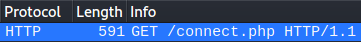 Protocol Length Info
HTTP 591 GET /connect.php HTTP/1.1